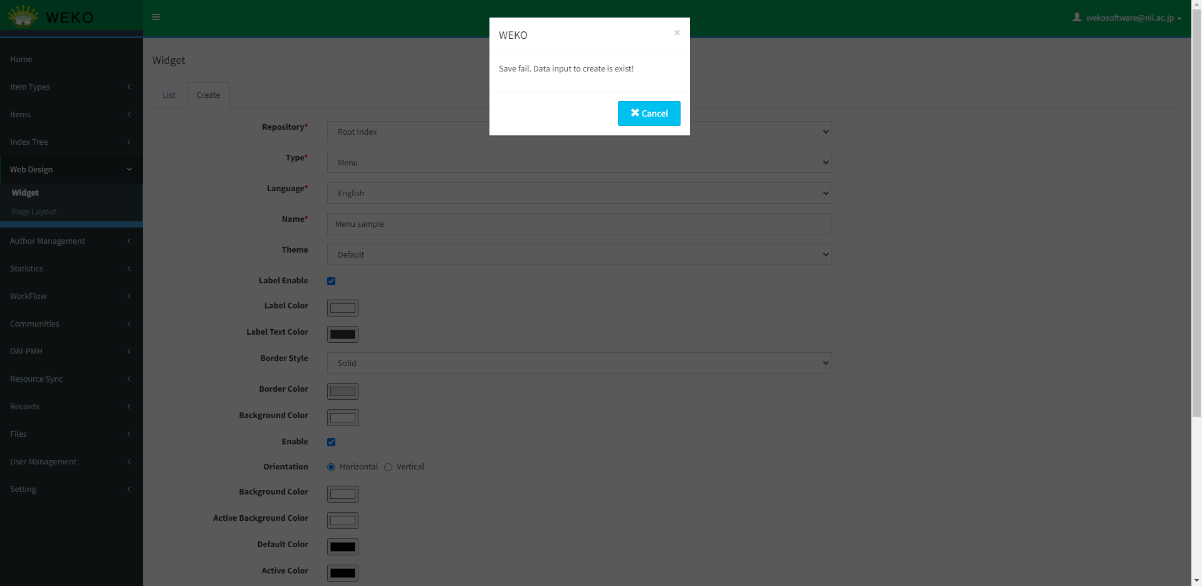 WEKO
wekosoftware@nii.ac.jp
Home
Item Types
Items
Index Tree
Web Design
Widget
Page Layout
Author Management
Statistics
WorkFlow
Communities
OAI-PMH
Resource Sync
Records
Files
User Management
Setting
Widget
List
Create
WEKO
×
Save fail. Data input to create is exist!
Cancel
Repository*
Root Index
Type*
Menu
Language*
English
Name*
Menu sample
Theme
Default
Label Enable
Label Color
Label Text Color
Border Style
Solid
Border Color
Background Color
Enable
Orientation
Horizontal Vertical
Background Color
Active Background Color
Default Color
Active Color